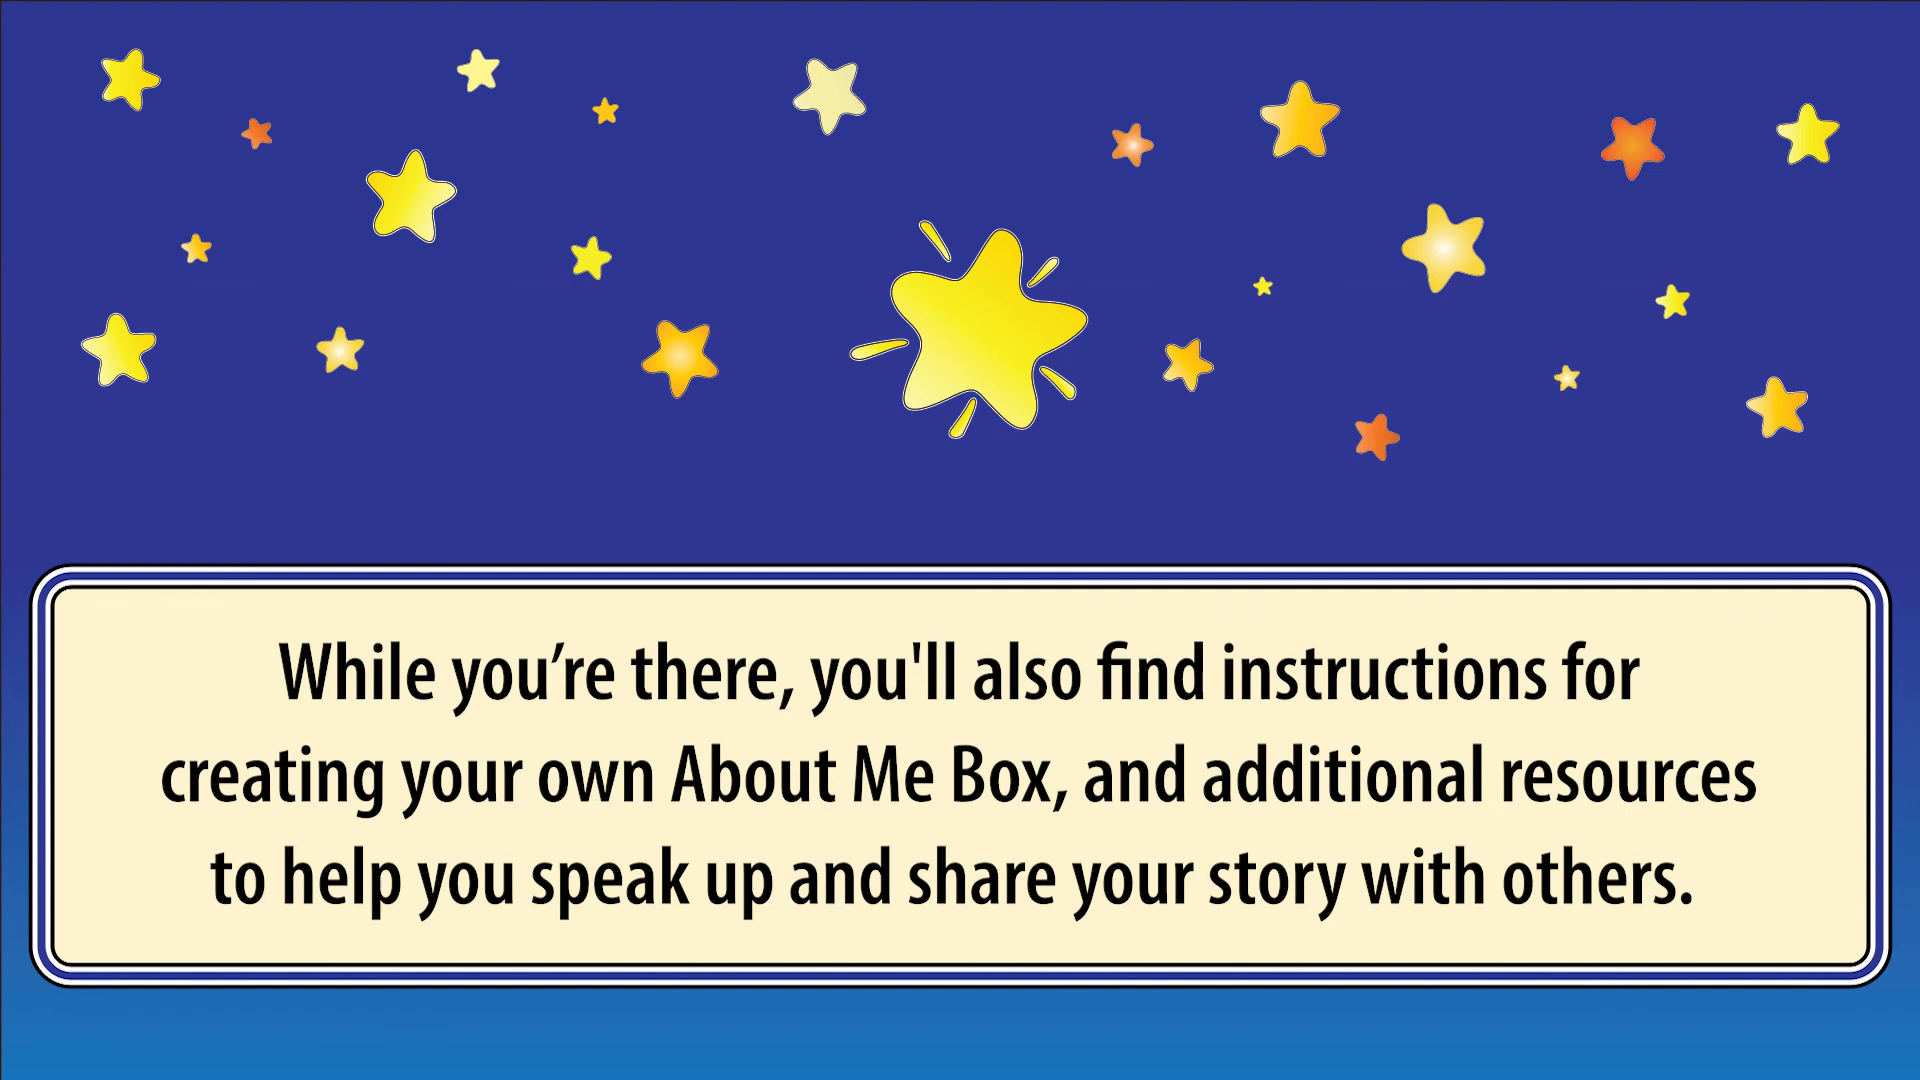 While you’re there, you'll also find instructions for
creating your own About Me Box, and additional resources
to help you speak up and share your story with others.